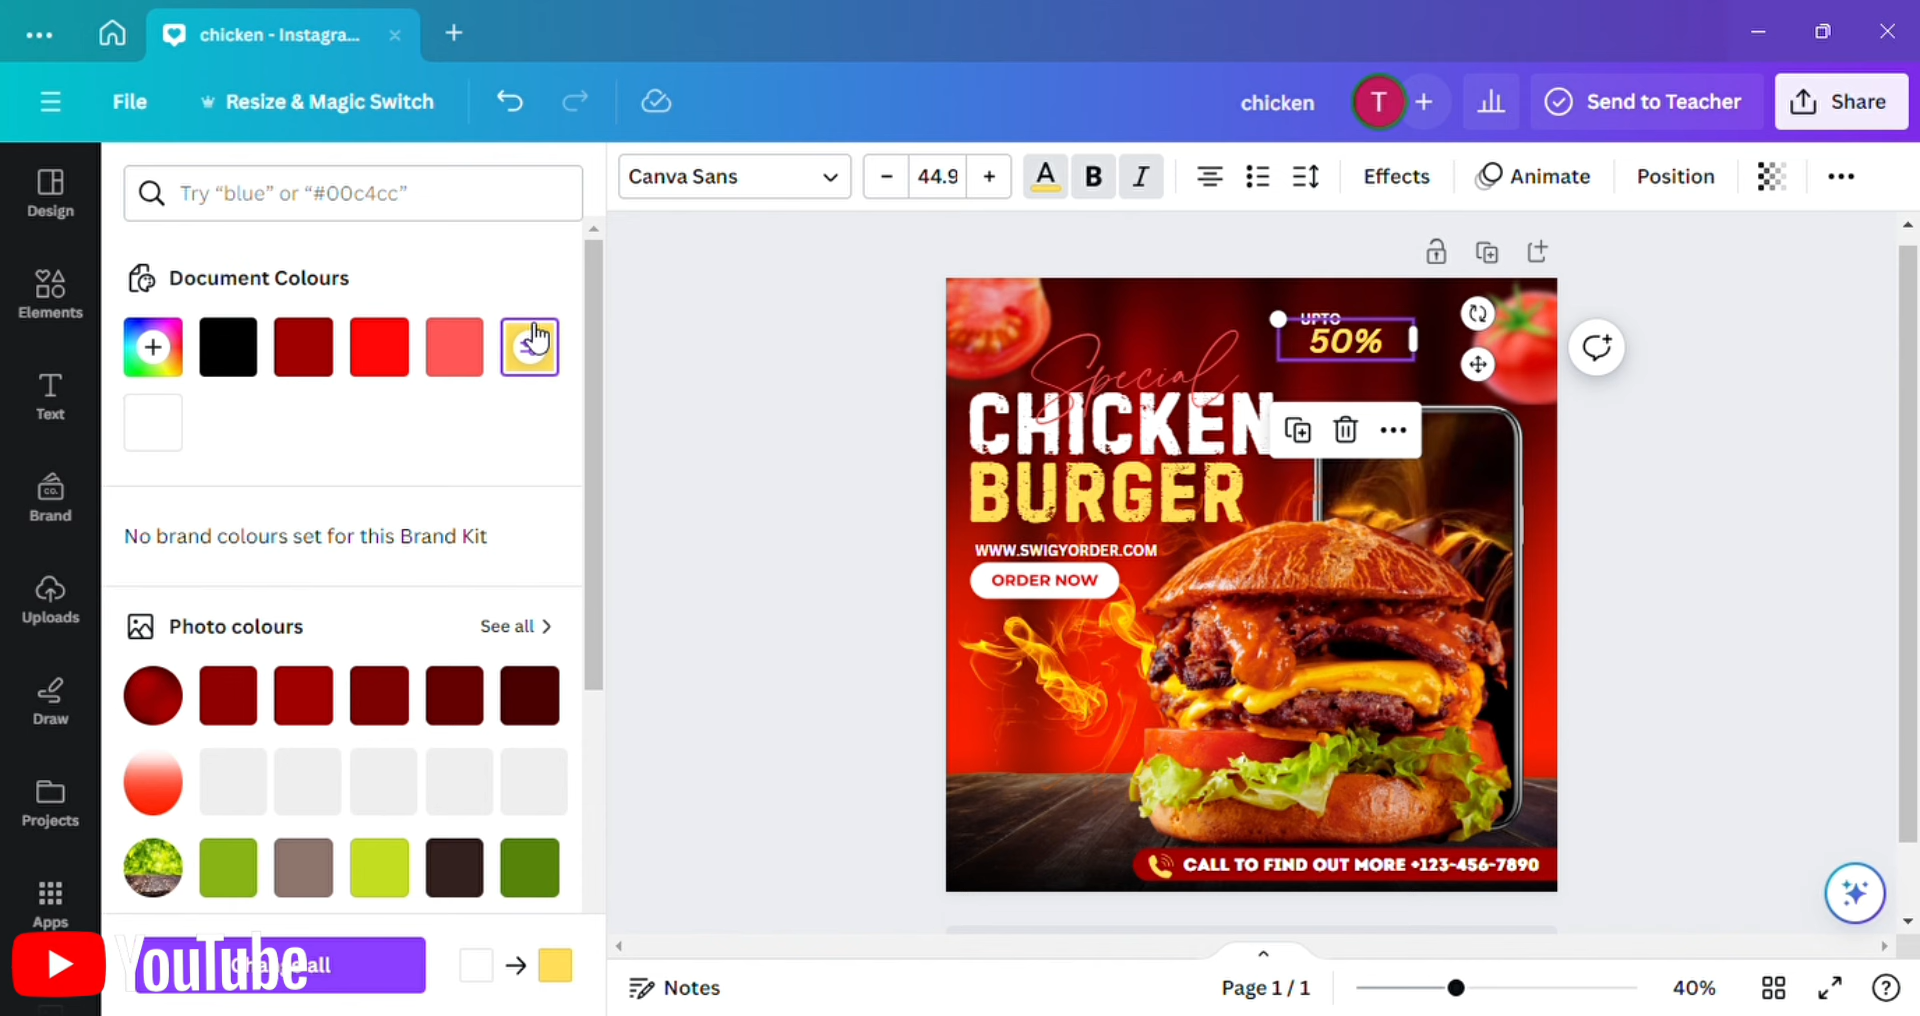 chicken - Instagra...
File
Resize & Magic Switch
chicken
T
Send to Teacher
Share
Design
Elements
Text
CO.
Brand
Uploads
Draw
Projects
Apps
Try “blue” or “#00c4cc”
Document Colours
No brand colours set for this Brand Kit
Photo colours
See all
Change all
YouTube
Canva Sans
44.9
A
B
I
Effects
Animate
Position
UPTO
50%
Special
CHICKEN
BURGER
WWW.SWIGYORDER.COM
ORDER NOW
CALL TO FIND OUT MORE +123-456-7890
Notes
Page 1 / 1
40%